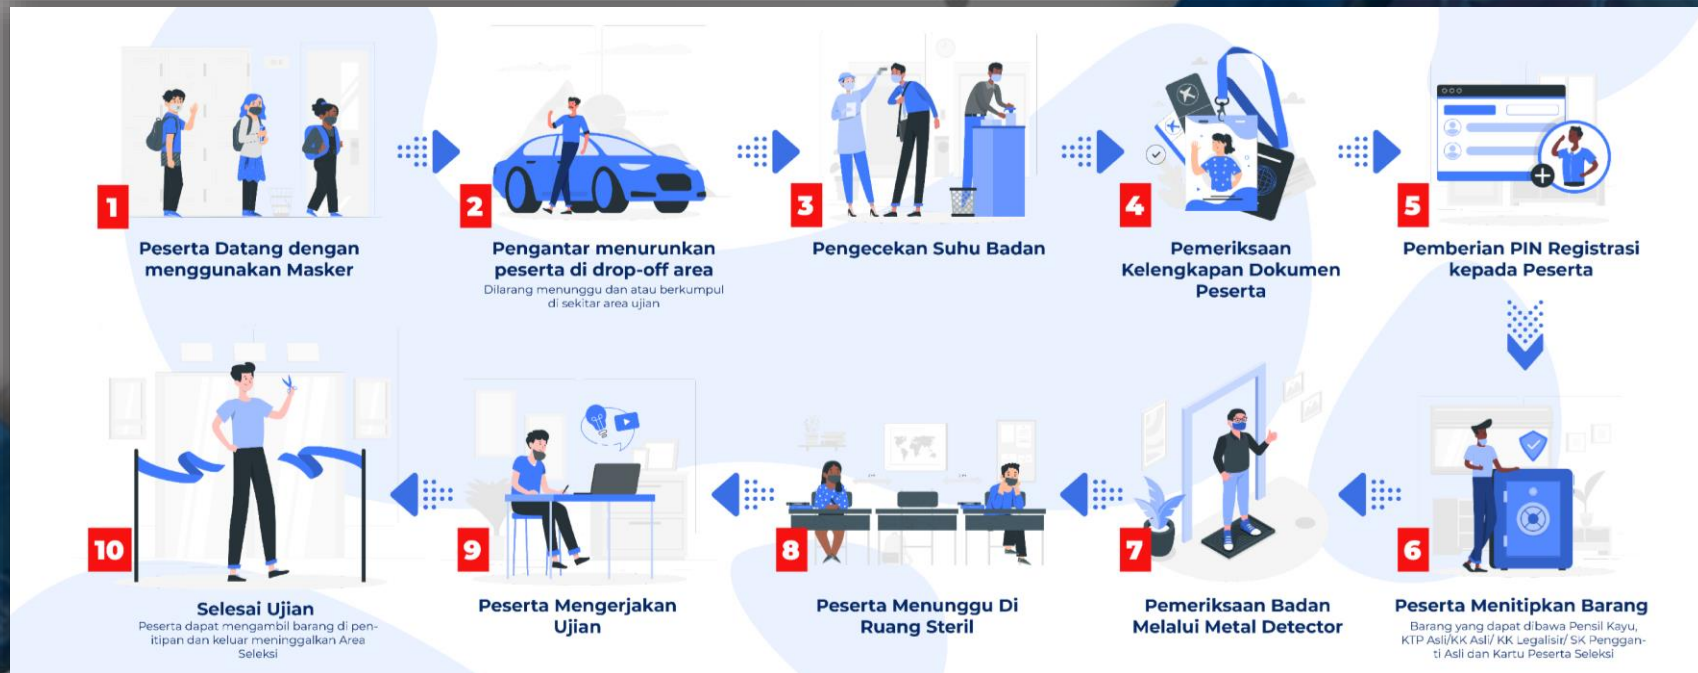 1
Peserta Datang dengan
menggunakan Masker
2
Pengantar menurunkan
peserta di drop-off area
Dilarang menunggu dan atau berkumpul
di sekitar area ujian
3
Pengecekan Suhu Badan
4
Pemeriksaan
Kelengkapan Dokumen
Peserta
5
Pemberian PIN Registrasi
kepada Peserta
6
Peserta Menitipkan Barang
Barang yang dapat dibawa Pensil Kayu,
KTP Asli/KK Asli/ KK Legalisir/ SK Penggan-
ti Asli dan Kartu Peserta Seleksi
7
Pemeriksaan Badan
Melalui Metal Detector
8
Peserta Menunggu Di
Ruang Steril
9
Peserta Mengerjakan
Ujian
10
Selesai Ujian
Peserta dapat mengambil barang di pen-
itipan dan keluar meninggalkan Area
Seleksi